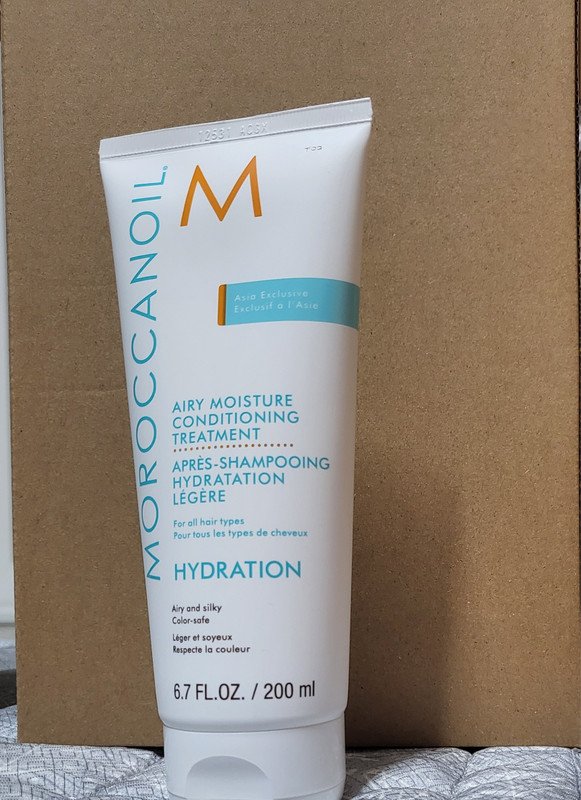 MOROCCANOIL®
M
Asia Exclusive
Exclusif a l'Asie
AIRY MOISTURE
CONDITIONING
TREATMENT
APRÈS-SHAMPOOING
HYDRATATION
LÉGÈRE
For all hair types
Pour tous les types de cheveux
HYDRATION
Airy and silky
Color-safe
Léger et soyeux
Respecte la couleur
6.7 FL.OZ. / 200 ml